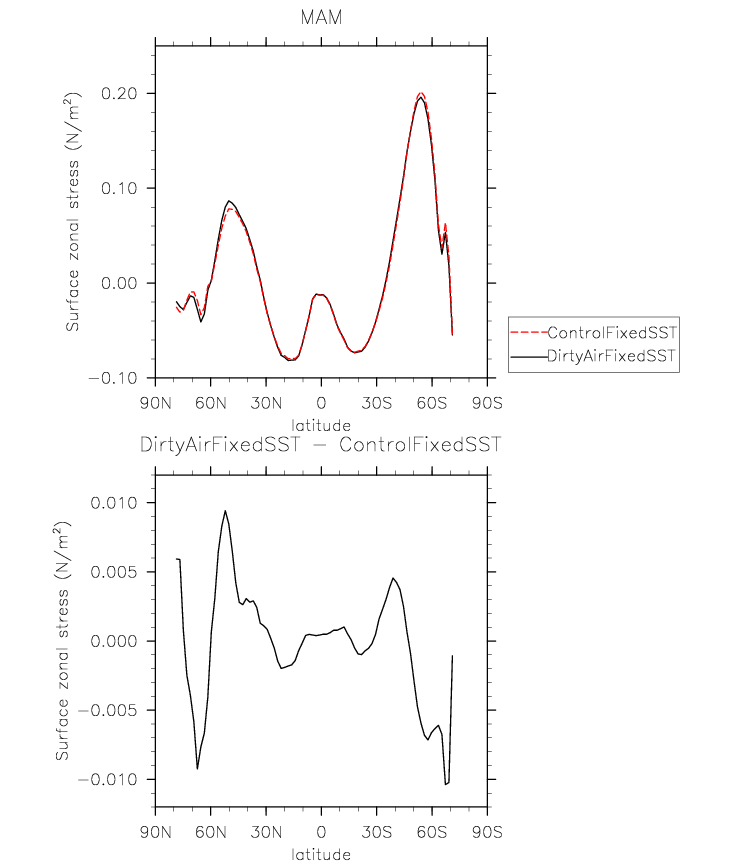 MAM
Surface zonal stress (N/m²)
0.20
0.10
0.00
−0.10
90N 60N 30N 0 30S 60S 90S
latitude
ControlFixedSST
DirtyAirFixedSST
DirtyAirFixedSST − ControlFixedSST
Surface zonal stress (N/m²)
0.010
0.005
0.000
−0.005
−0.010
90N 60N 30N 0 30S 60S 90S
latitude